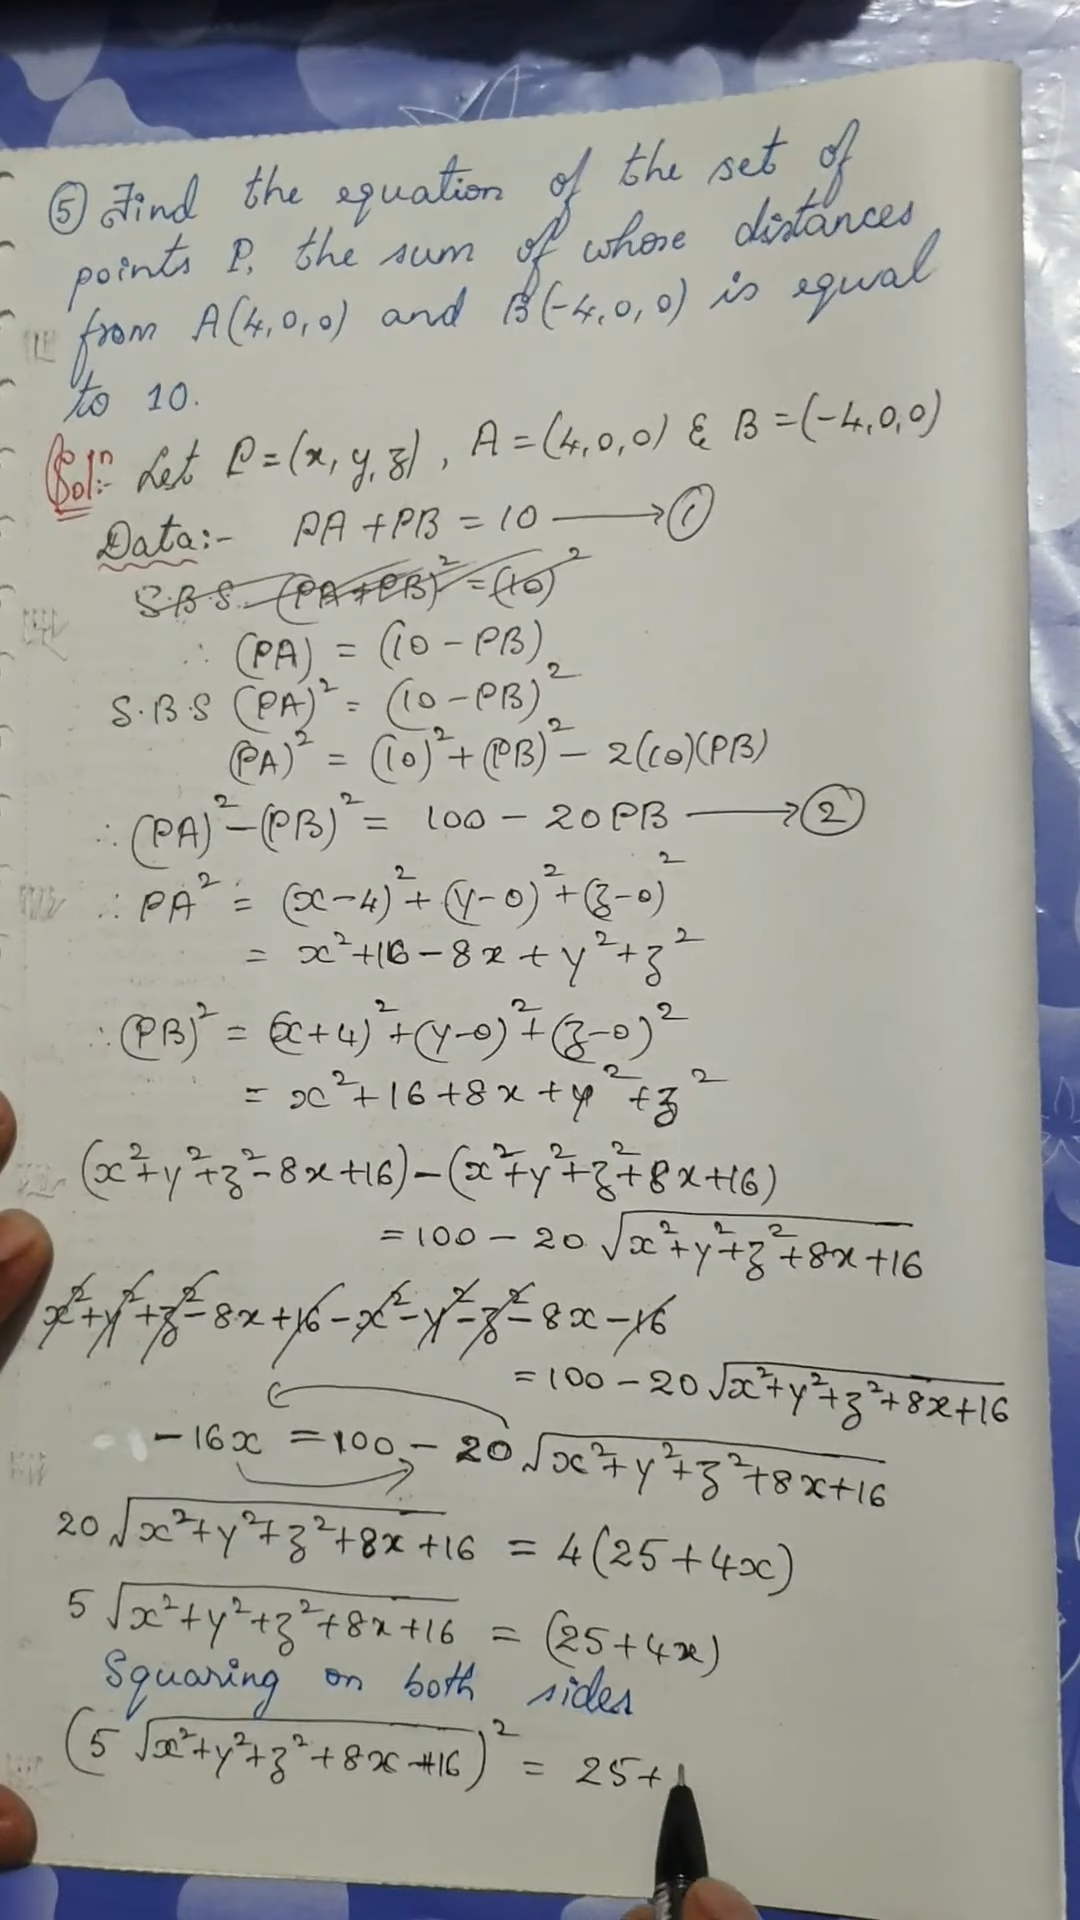 ⑤ Find the equation of the set of
points P, the sum of whose distances
from A(4,0,0) and B(-4,0,0) is equal
to 10.
Solⁿ:- Let P=(x,y,z), A=(4,0,0) & B=(-4,0,0)
Data:- PA+PB=10 → ①
S.B.S. (PA+PB)²=(10)²
∴ (PA) = (10-PB)
S.B.S (PA)² = (10-PB)²
(PA)² = (10)²+(PB)²-2(10)(PB)
∴ (PA)²-(PB)² = 100-20PB → ②
∴ PA² = (x-4)²+(y-0)²+(z-0)²
= x²+16-8x+y²+z²
∴ (PB)² = (x+4)²+(y-0)²+(z-0)²
= x²+16+8x+y²+z²
(x²+y²+z²-8x+16)-(x²+y²+z²+8x+16)
=100-20√x²+y²+z²+8x+16
x²+y²+z²-8x+16-x²-y²-z²-8x-16
=100-20√x²+y²+z²+8x+16
-16x =100-20√x²+y²+z²+8x+16
20√x²+y²+z²+8x+16 = 4(25+4x)
5√x²+y²+z²+8x+16 = (25+4x)
Squaring on both sides
(5√x²+y²+z²+8x+16)² = 25+